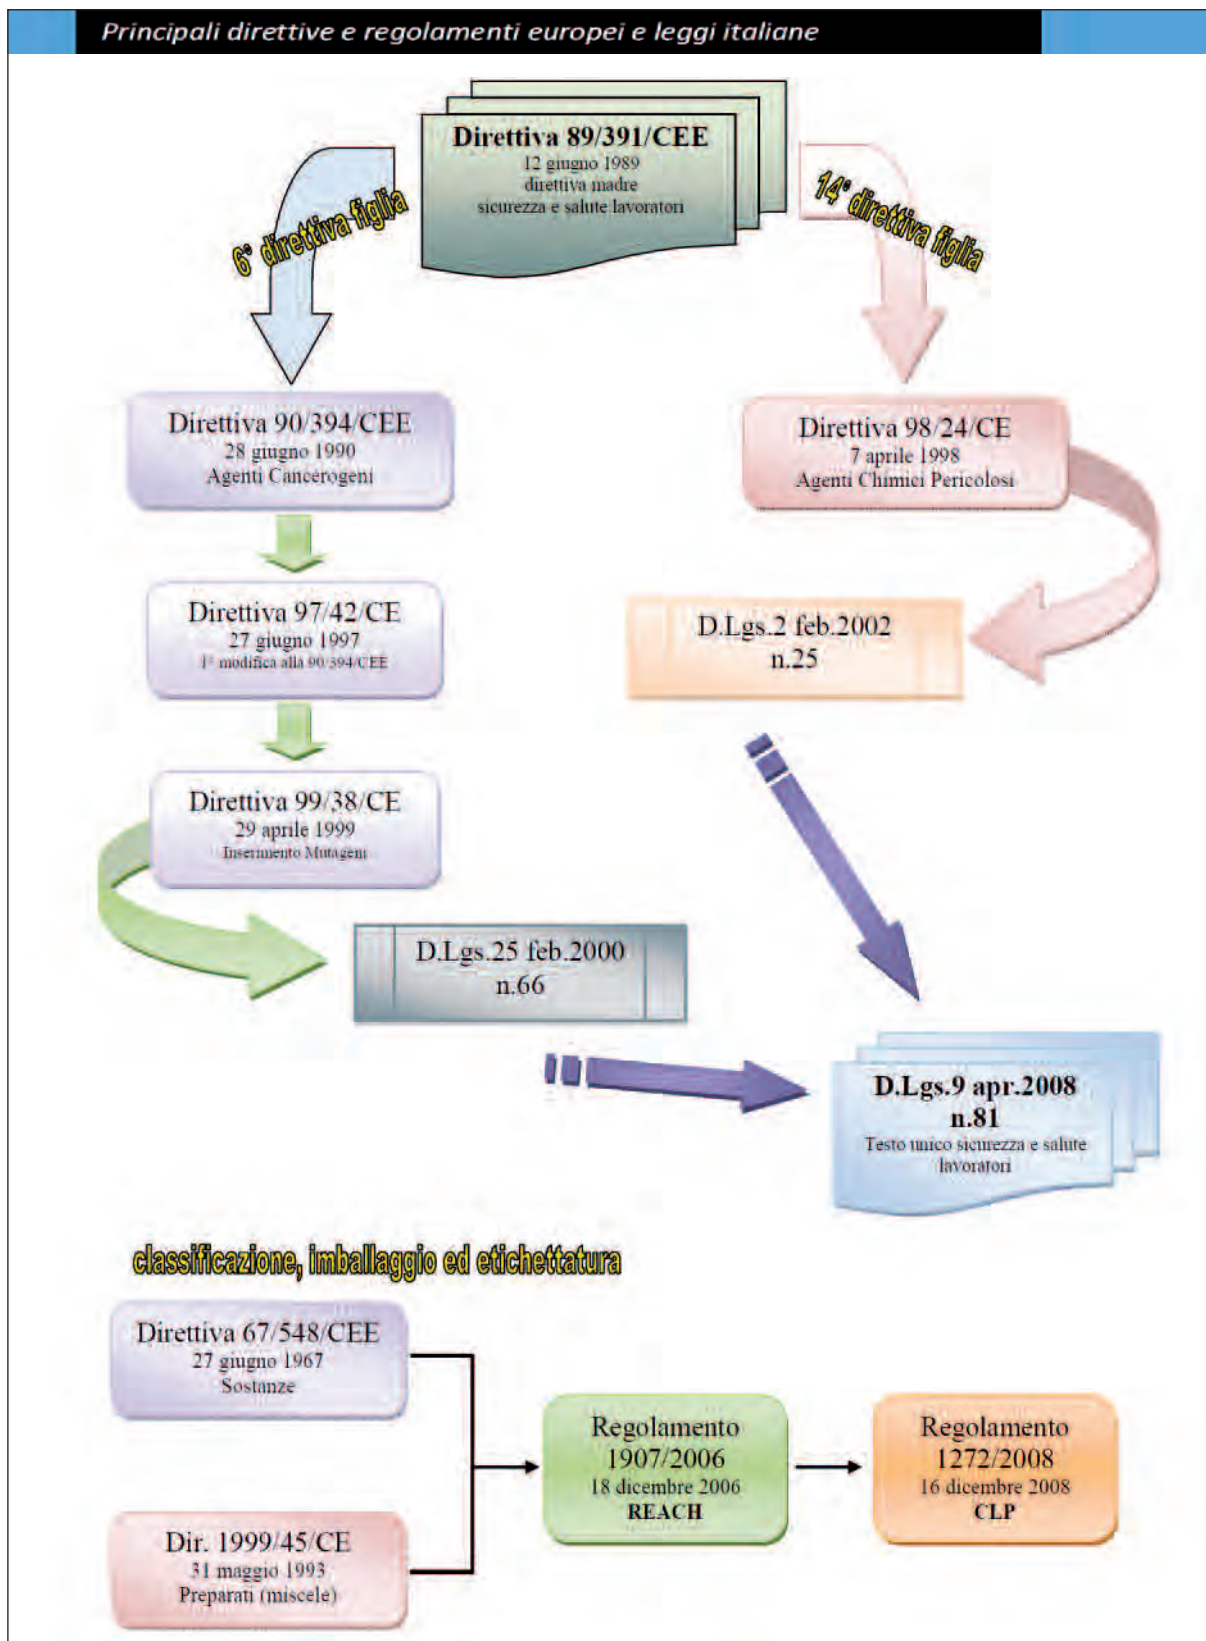 Principali direttive e regolamenti europei e leggi italiane
Direttiva 89/391/CEE
12 giugno 1989
direttiva madre
sicurezza e salute lavoratori
6° direttiva figlia
14° direttiva figlia
Direttiva 90/394/CEE
28 giugno 1990
Agenti Cancerogeni
Direttiva 98/24/CE
7 aprile 1998
Agenti Chimici Pericolosi
Direttiva 97/42/CE
27 giugno 1997
1° modifica alla 90/394/CEE
D.Lgs.2 feb.2002
n.25
Direttiva 99/38/CE
29 aprile 1999
Inserimento Mutageni
D.Lgs.25 feb.2000
n.66
D.Lgs.9 apr.2008
n.81
Testo unico sicurezza e salute
lavoratori
classificazione, imballaggio ed etichettatura
Direttiva 67/548/CEE
27 giugno 1967
Sostanze
Regolamento
1907/2006
18 dicembre 2006
REACH
Regolamento
1272/2008
16 dicembre 2008
CLP
Dir. 1999/45/CE
31 maggio 1993
Preparati (miscele)